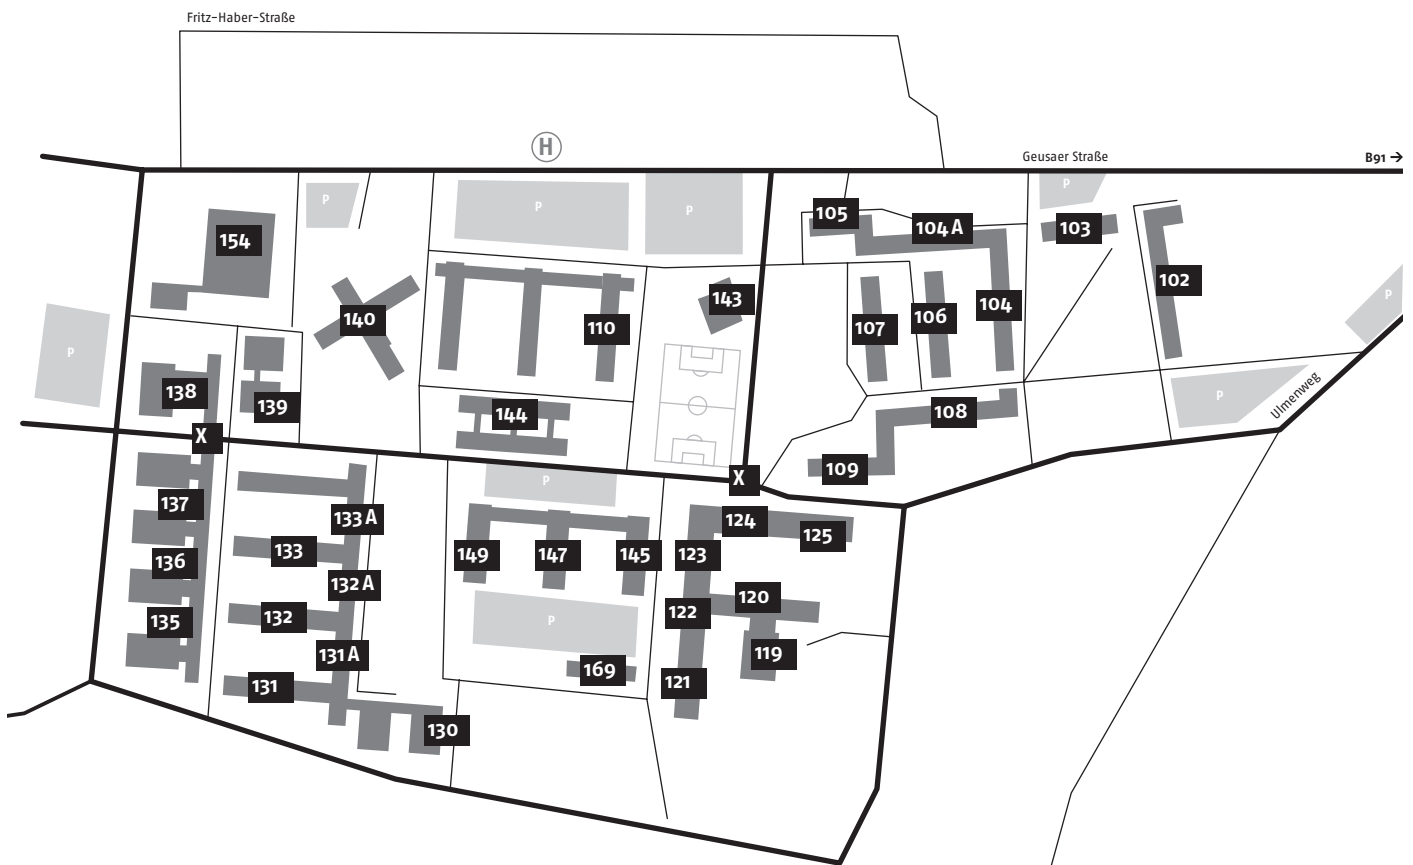 Fritz-Haber-Straße
H
Geusaer Straße
B91 →
P
P
P
P
154
105
104 A
103
102
140
143
110
107
106
104
P
P
138
139
144
108
P
Ulmenweg
X
109
X
P
137
133 A
124
125
133
149
147
145
123
136
132 A
120
132
122
135
P
131 A
119
169
131
121
130